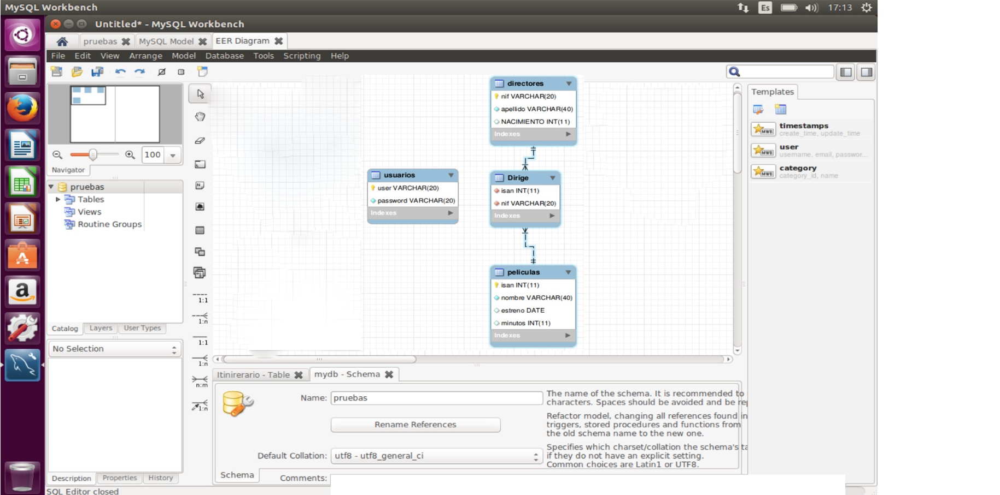 MySQL Workbench
Es
17:13
Untitled* - MySQL Workbench
pruebas
MySQL Model
EER Diagram
File Edit View Arrange Model Database Tools Scripting Help
100
Navigator
pruebas
Tables
Views
Routine Groups
Catalog
Layers
User Types
No Selection
Description
Properties
History
SQL Editor closed
1:1
1:n
1:1
1:n
n:m
1:n
directores
nif VARCHAR(20)
apellido VARCHAR(40)
NACIMIENTO INT(11)
Indexes
usuarios
user VARCHAR(20)
password VARCHAR(20)
Indexes
Dirige
isan INT(11)
nif VARCHAR(20)
Indexes
peliculas
isan INT(11)
nombre VARCHAR(40)
estreno DATE
minutos INT(11)
Indexes
Templates
MWB
timestamps
create_time, update_time
MWB
user
username, email, passwor...
MWB
category
category_id, name
Itinirerario - Table
mydb - Schema
Name:
pruebas
The name of the schema. It is recommended to
characters. Spaces should be avoided and be rep
Rename References
Refactor model, changing all references found in
triggers, stored procedures and functions from
the old schema name to the new one.
Default Collation:
utf8 - utf8_general_ci
Specifies which charset/collation the schema's ta
if they do not have an explicit setting.
Common choices are Latin1 or UTF8.
Schema
Comments: